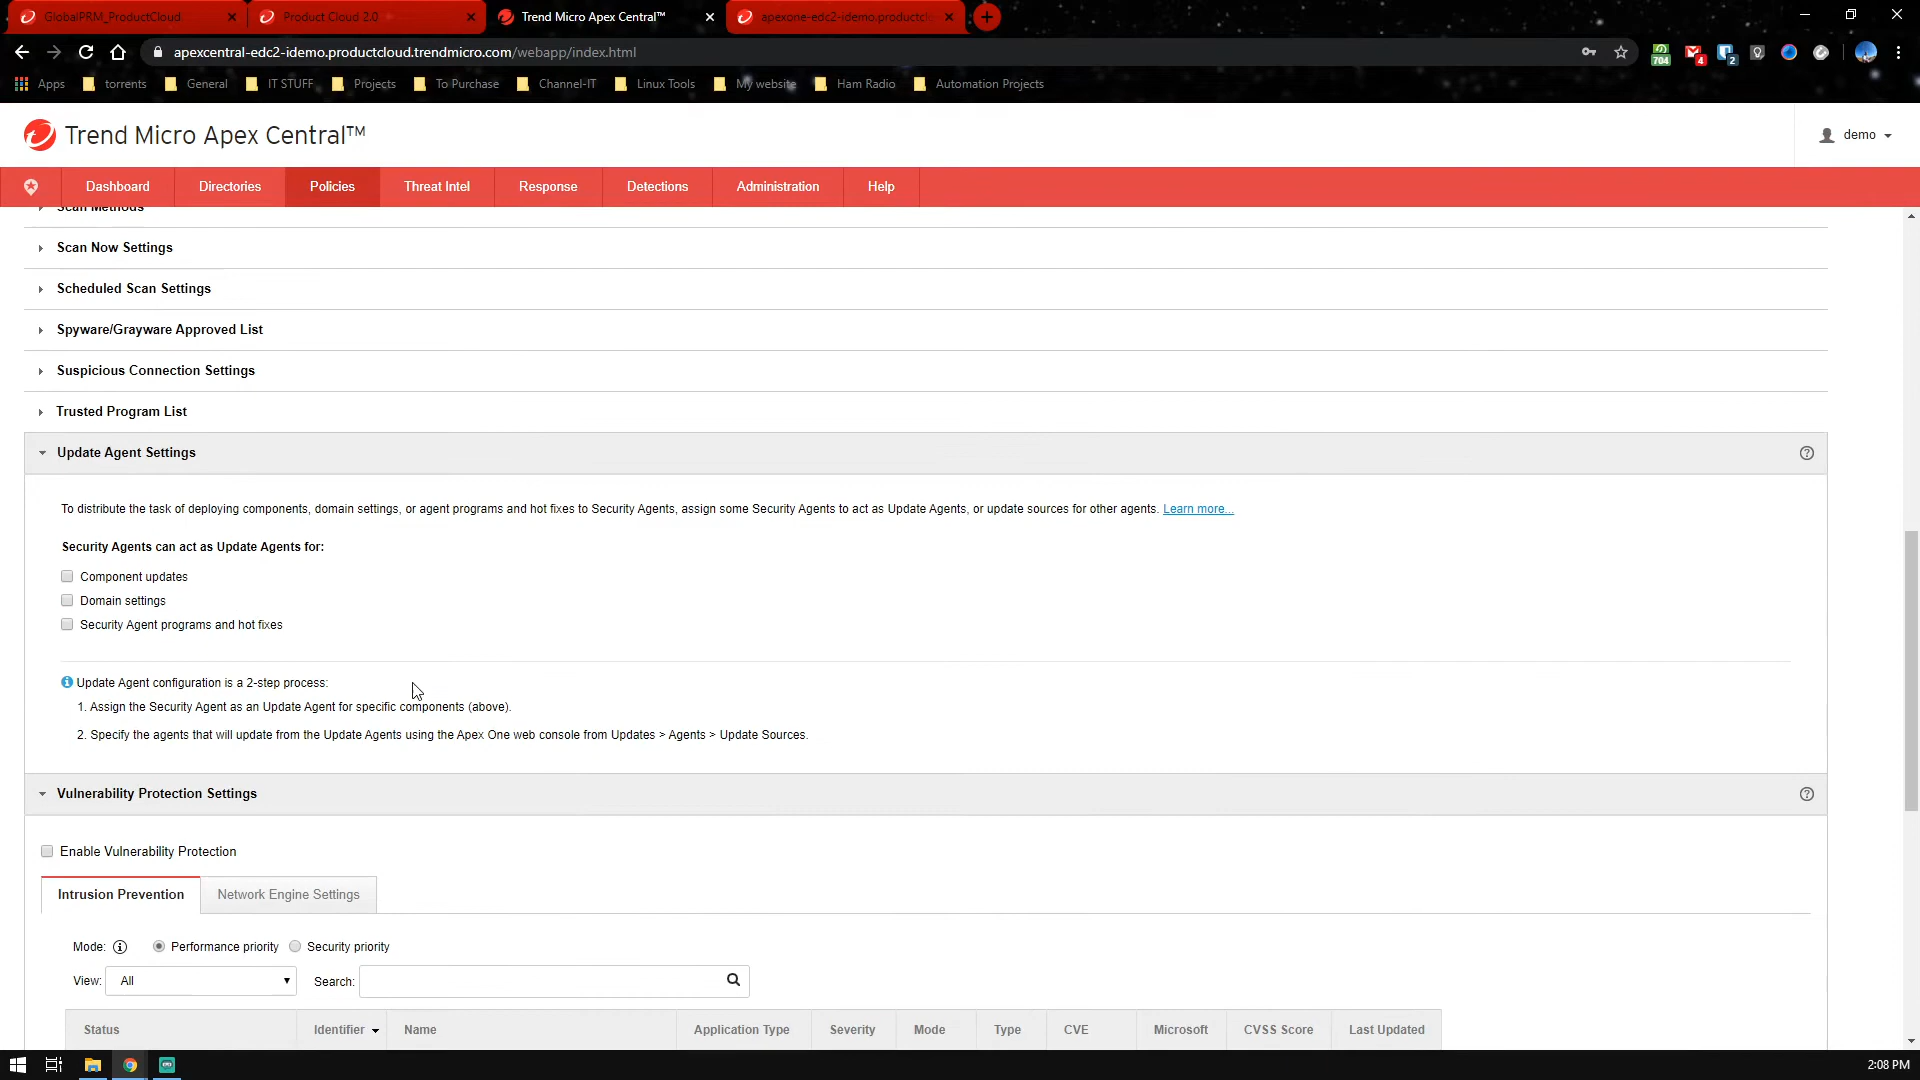 GlobalPRM_ProductCloud
Product Cloud 2.0
Trend Micro Apex Central™
apexone-edc2-idemo.productclo
apexcentral-edc2-idemo.productcloud.trendmicro.com/webapp/index.html
704
4
2
Apps
torrents
General
IT STUFF
Projects
To Purchase
Channel-IT
Linux Tools
My website
Ham Radio
Automation Projects
Trend Micro Apex Central™
demo
Dashboard
Directories
Policies
Threat Intel
Response
Detections
Administration
Help
Scan Methods
Scan Now Settings
Scheduled Scan Settings
Spyware/Grayware Approved List
Suspicious Connection Settings
Trusted Program List
Update Agent Settings
To distribute the task of deploying components, domain settings, or agent programs and hot fixes to Security Agents, assign some Security Agents to act as Update Agents, or update sources for other agents. Learn more...
Security Agents can act as Update Agents for:
Component updates
Domain settings
Security Agent programs and hot fixes
Update Agent configuration is a 2-step process:
1. Assign the Security Agent as an Update Agent for specific components (above).
2. Specify the agents that will update from the Update Agents using the Apex One web console from Updates > Agents > Update Sources.
Vulnerability Protection Settings
Enable Vulnerability Protection
Intrusion Prevention
Network Engine Settings
Mode:
Performance priority
Security priority
View:
All
Search:
Status
Identifier
Name
Application Type
Severity
Mode
Type
CVE
Microsoft
CVSS Score
Last Updated
2:08 PM